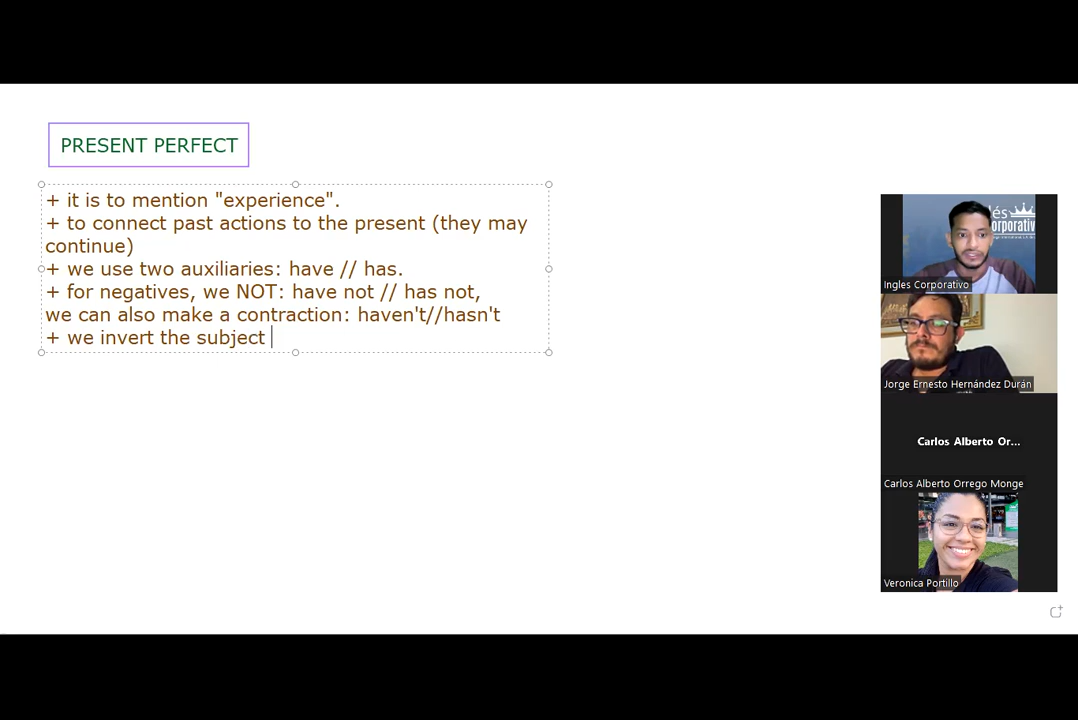 PRESENT PERFECT
+ it is to mention "experience".
+ to connect past actions to the present (they may
continue)
+ we use two auxiliaries: have // has.
+ for negatives, we NOT: have not // has not,
we can also make a contraction: haven't//hasn't
+ we invert the subject
Ingles Corporativo
Jorge Ernesto Hernández Durán
Carlos Alberto Or...
Carlos Alberto Orrego Monge
Veronica Portillo